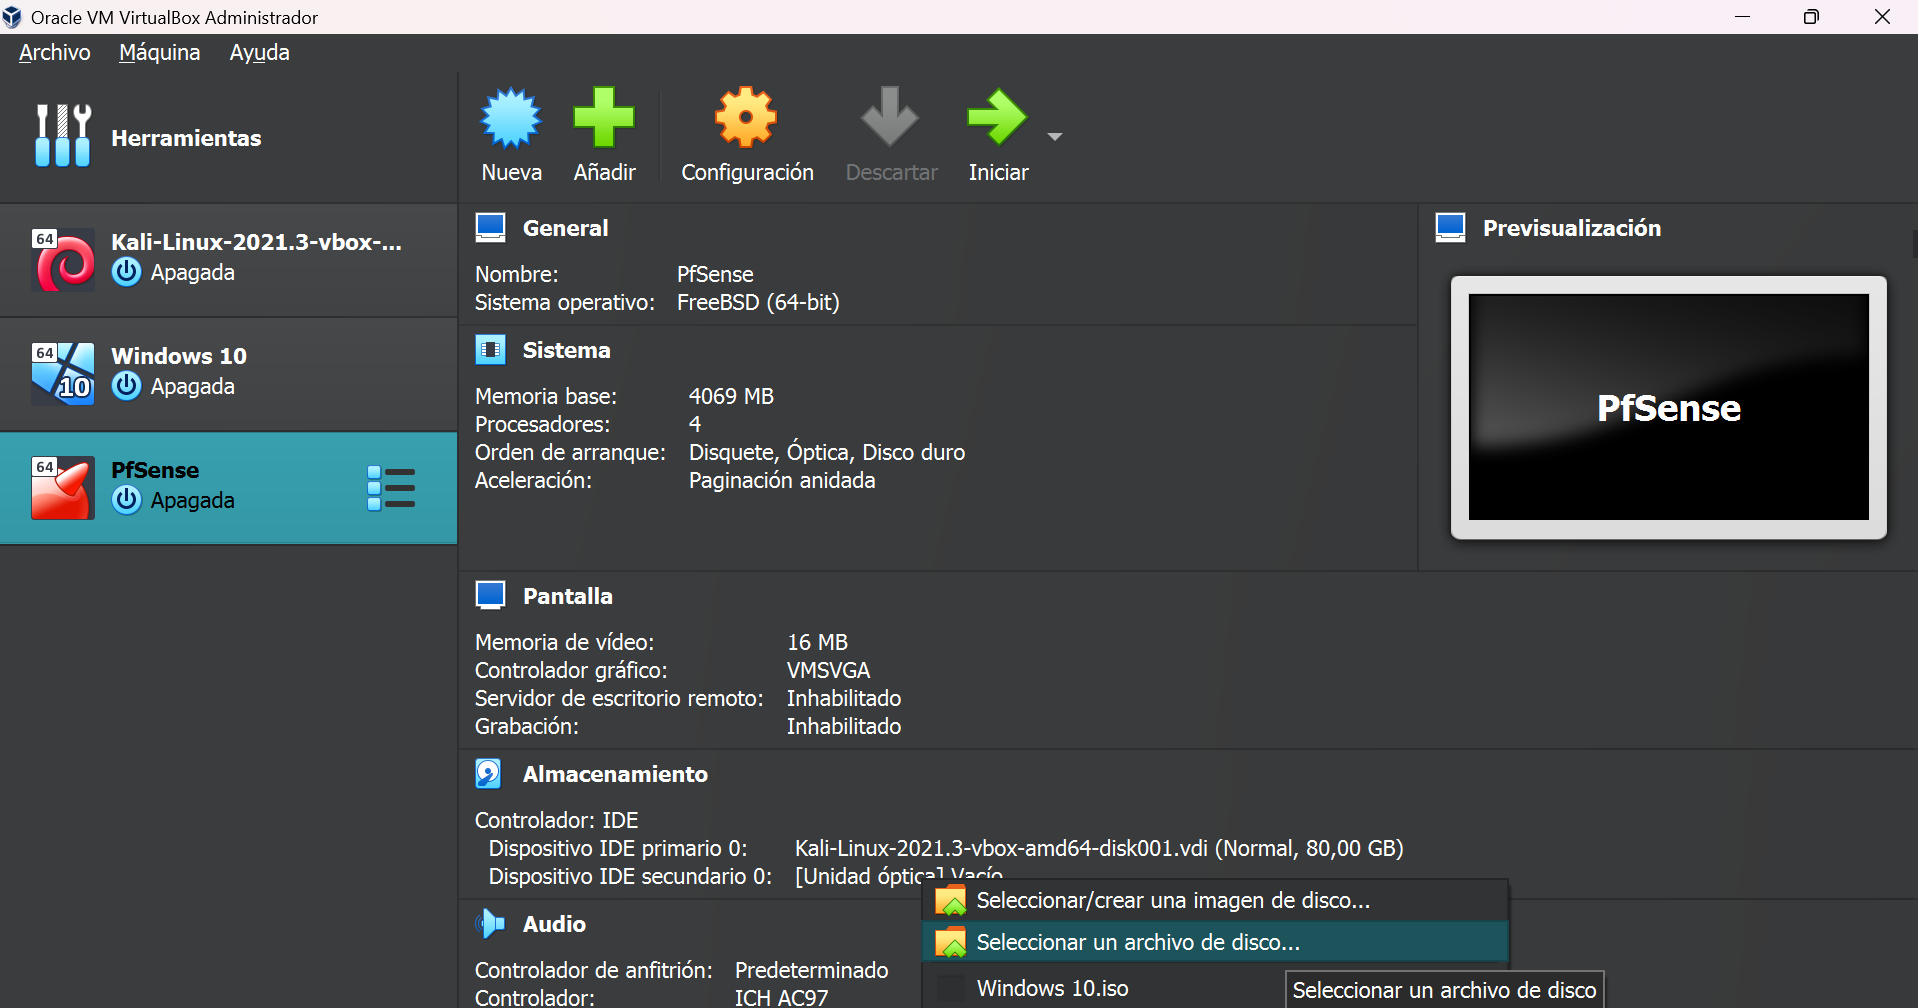 Oracle VM VirtualBox Administrador
Archivo Máquina Ayuda
Herramientas
Nueva Añadir Configuración Descartar Iniciar
64 Kali-Linux-2021.3-vbox-...
Apagada
64 Windows 10
10 Apagada
64 PfSense
Apagada
General
Nombre: PfSense
Sistema operativo: FreeBSD (64-bit)
Sistema
Memoria base: 4069 MB
Procesadores: 4
Orden de arranque: Disquete, Óptica, Disco duro
Aceleración: Paginación anidada
Previsualización
PfSense
Pantalla
Memoria de vídeo: 16 MB
Controlador gráfico: VMSVGA
Servidor de escritorio remoto: Inhabilitado
Grabación: Inhabilitado
Almacenamiento
Controlador: IDE
Dispositivo IDE primario 0: Kali-Linux-2021.3-vbox-amd64-disk001.vdi (Normal, 80,00 GB)
Dispositivo IDE secundario 0: [Unidad óptica] Vacío
Seleccionar/crear una imagen de disco...
Seleccionar un archivo de disco...
Windows 10.iso
Seleccionar un archivo de disco
Audio
Controlador de anfitrión: Predeterminado
Controlador: ICH AC97